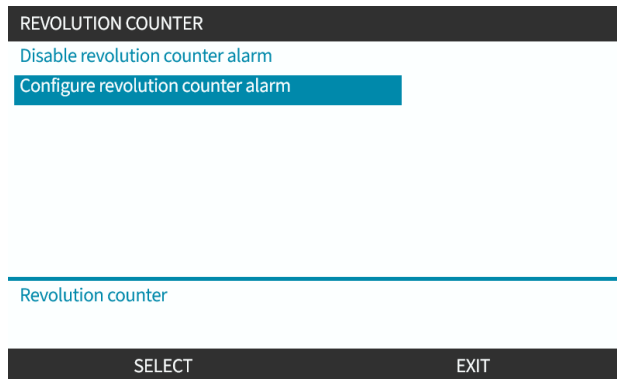 REVOLUTION COUNTER
Disable revolution counter alarm
Configure revolution counter alarm
Revolution counter
SELECT EXIT